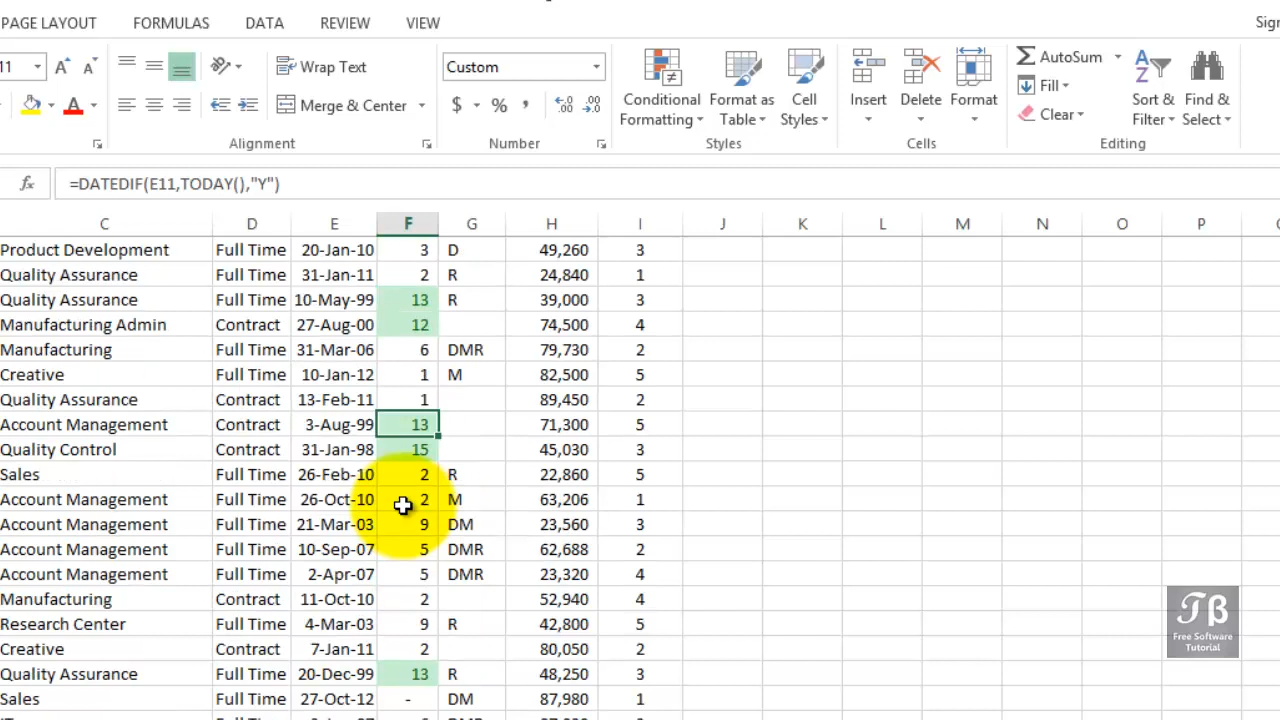 PAGE LAYOUT FORMULAS DATA REVIEW VIEW Sign
11 A A Wrap Text Custom AutoSum
Fill
A Merge & Center $ % , .0 .00 Conditional Formatting Format as Table Cell Styles Insert Delete Format Clear Sort & Filter Find & Select
Alignment Number Styles Cells Editing
fx =DATEDIF(E11,TODAY(),"Y")
C D E F G H I J K L M N O P
Product Development Full Time 20-Jan-10 3 D 49,260 3
Quality Assurance Full Time 31-Jan-11 2 R 24,840 1
Quality Assurance Full Time 10-May-99 13 R 39,000 3
Manufacturing Admin Contract 27-Aug-00 12 74,500 4
Manufacturing Full Time 31-Mar-06 6 DMR 79,730 2
Creative Full Time 10-Jan-12 1 M 82,500 5
Quality Assurance Contract 13-Feb-11 1 89,450 2
Account Management Contract 3-Aug-99 13 71,300 5
Quality Control Contract 31-Jan-98 15 45,030 3
Sales Full Time 26-Feb-10 2 R 22,860 5
Account Management Full Time 26-Oct-10 2 M 63,206 1
Account Management Full Time 21-Mar-03 9 DM 23,560 3
Account Management Full Time 10-Sep-07 5 DMR 62,688 2
Account Management Full Time 2-Apr-07 5 DMR 23,320 4
Manufacturing Contract 11-Oct-10 2 52,940 4
Research Center Full Time 4-Mar-03 9 R 42,800 5
Creative Contract 7-Jan-11 2 80,050 2
Quality Assurance Full Time 20-Dec-99 13 R 48,250 3
Sales Full Time 27-Oct-12 - DM 87,980 1
Free Software
Tutorial